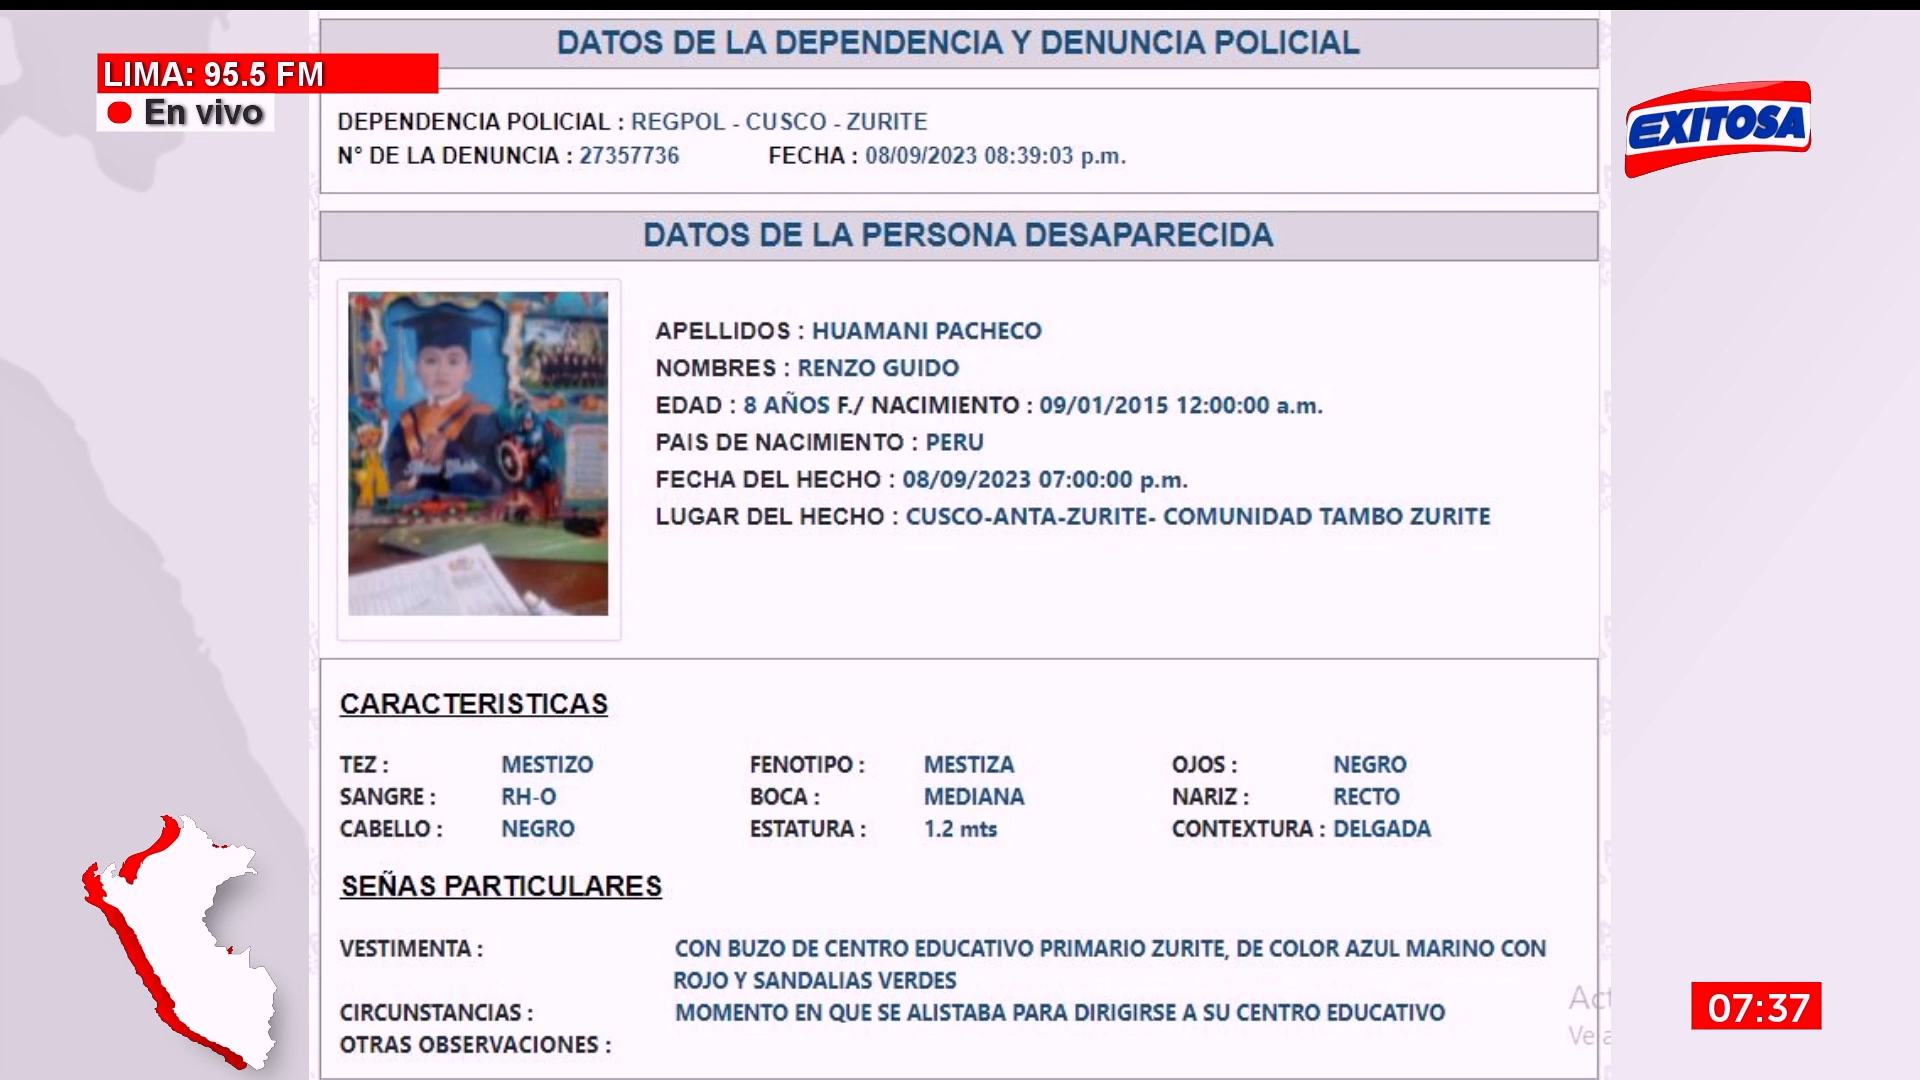 DATOS DE LA DEPENDENCIA Y DENUNCIA POLICIAL
LIMA: 95.5 FM
En vivo
EXITOSA
DEPENDENCIA POLICIAL : REGPOL - CUSCO - ZURITE
N° DE LA DENUNCIA : 27357736 FECHA : 08/09/2023 08:39:03 p.m.
DATOS DE LA PERSONA DESAPARECIDA
APELLIDOS : HUAMANI PACHECO
NOMBRES : RENZO GUIDO
EDAD : 8 AÑOS F./ NACIMIENTO : 09/01/2015 12:00:00 a.m.
PAIS DE NACIMIENTO : PERU
FECHA DEL HECHO : 08/09/2023 07:00:00 p.m.
LUGAR DEL HECHO : CUSCO-ANTA-ZURITE- COMUNIDAD TAMBO ZURITE
CARACTERISTICAS
TEZ : MESTIZO FENOTIPO : MESTIZA OJOS : NEGRO
SANGRE : RH-O BOCA : MEDIANA NARIZ : RECTO
CABELLO : NEGRO ESTATURA : 1.2 mts CONTEXTURA : DELGADA
SEÑAS PARTICULARES
VESTIMENTA : CON BUZO DE CENTRO EDUCATIVO PRIMARIO ZURITE, DE COLOR AZUL MARINO CON
ROJO Y SANDALIAS VERDES
CIRCUNSTANCIAS : MOMENTO EN QUE SE ALISTABA PARA DIRIGIRSE A SU CENTRO EDUCATIVO
OTRAS OBSERVACIONES :
07:37